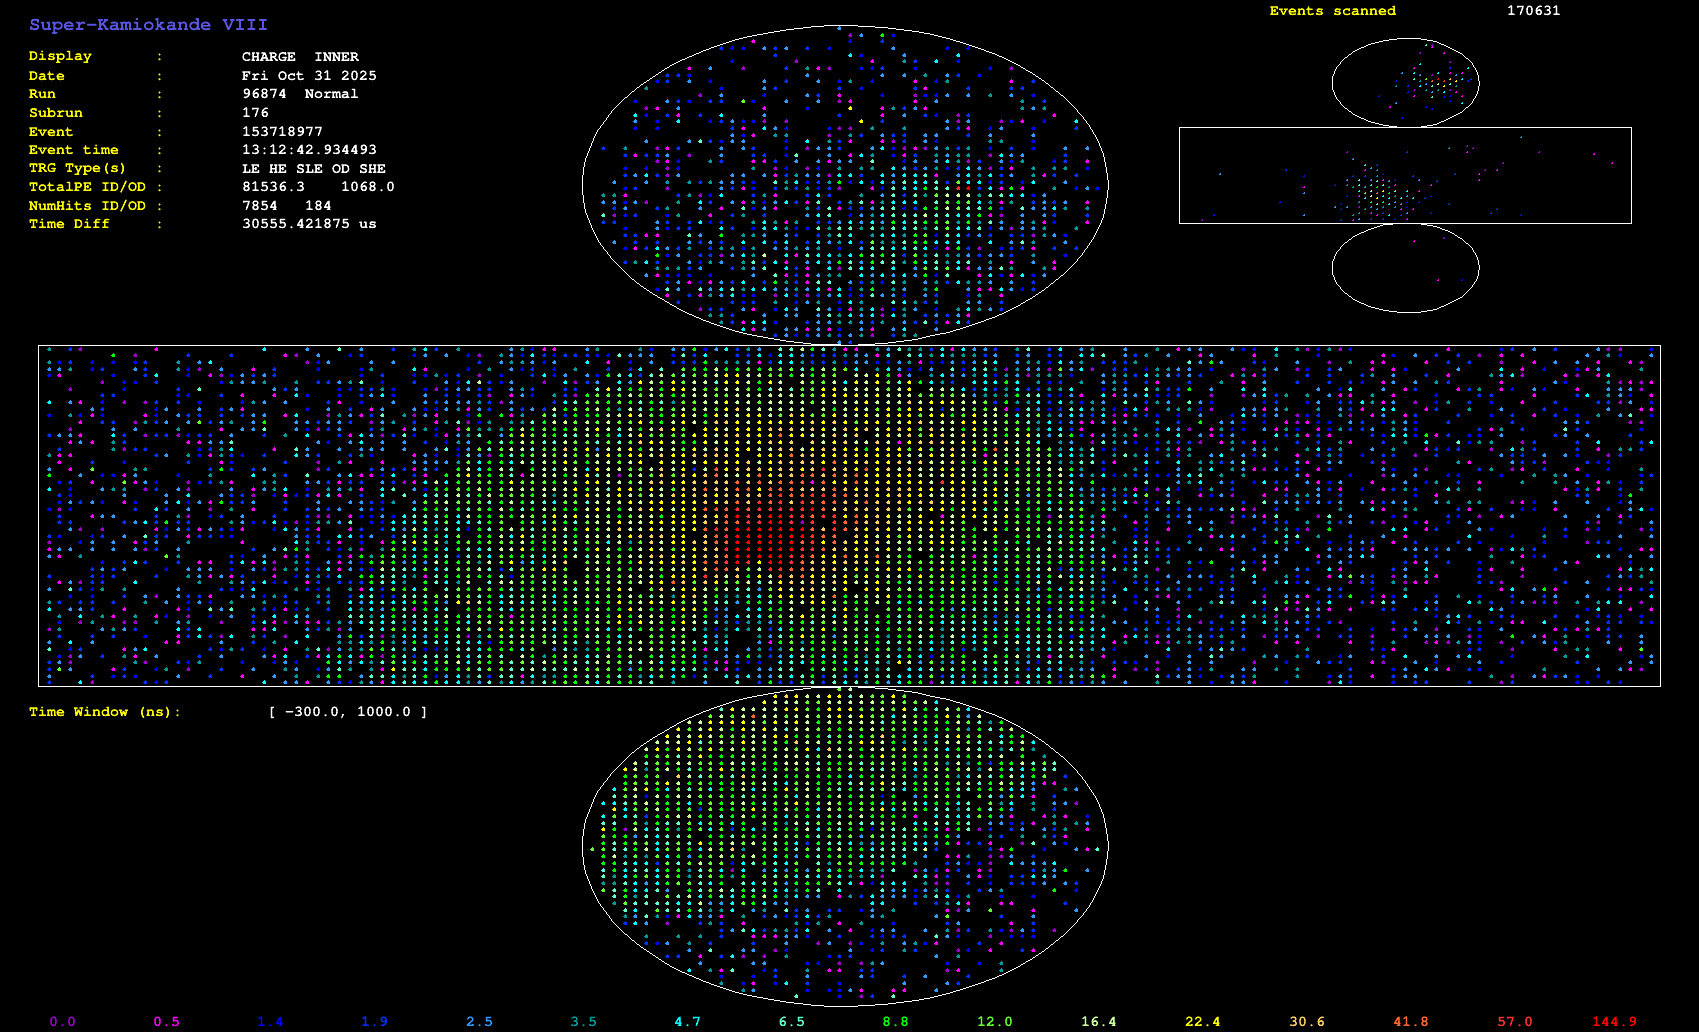 Super-Kamiokande VIII
Events scanned 170631
Display : CHARGE INNER
Date : Fri Oct 31 2025
Run : 96874 Normal
Subrun : 176
Event : 153718977
Event time : 13:12:42.934493
TRG Type(s) : LE HE SLE OD SHE
TotalPE ID/OD : 81536.3 1068.0
NumHits ID/OD : 7854 184
Time Diff : 30555.421875 us
Time Window (ns): [ -300.0, 1000.0 ]
0.0 0.5 1.4 1.9 2.5 3.5 4.7 6.5 8.8 12.0 16.4 22.4 30.6 41.8 57.0 144.9